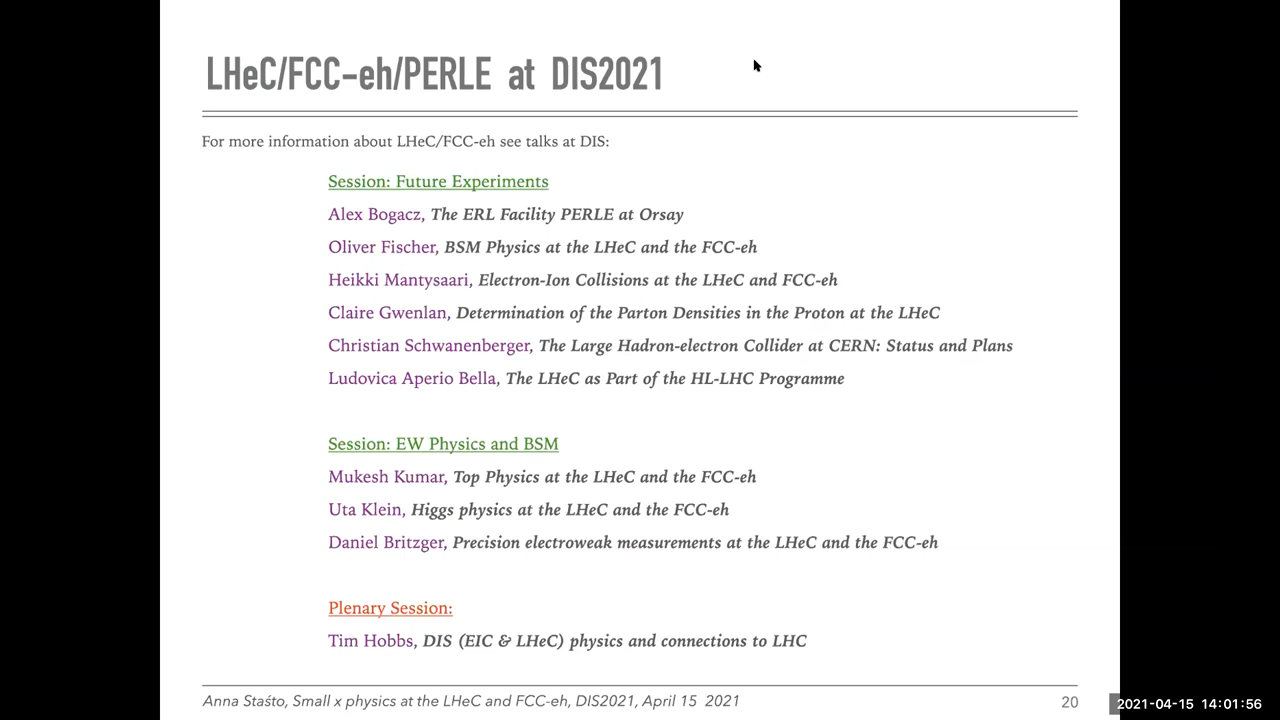 LHeC/FCC-eh/PERLE at DIS2021
For more information about LHeC/FCC-eh see talks at DIS:
Session: Future Experiments
Alex Bogacz, The ERL Facility PERLE at Orsay
Oliver Fischer, BSM Physics at the LHeC and the FCC-eh
Heikki Mantysaari, Electron-Ion Collisions at the LHeC and FCC-eh
Claire Gwenlan, Determination of the Parton Densities in the Proton at the LHeC
Christian Schwanenberger, The Large Hadron-electron Collider at CERN: Status and Plans
Ludovica Aperio Bella, The LHeC as Part of the HL-LHC Programme
Session: EW Physics and BSM
Mukesh Kumar, Top Physics at the LHeC and the FCC-eh
Uta Klein, Higgs physics at the LHeC and the FCC-eh
Daniel Britzger, Precision electroweak measurements at the LHeC and the FCC-eh
Plenary Session:
Tim Hobbs, DIS (EIC & LHeC) physics and connections to LHC
Anna Staśto, Small x physics at the LHeC and FCC-eh, DIS2021, April 15 2021
20
2021-04-15 14:01:56